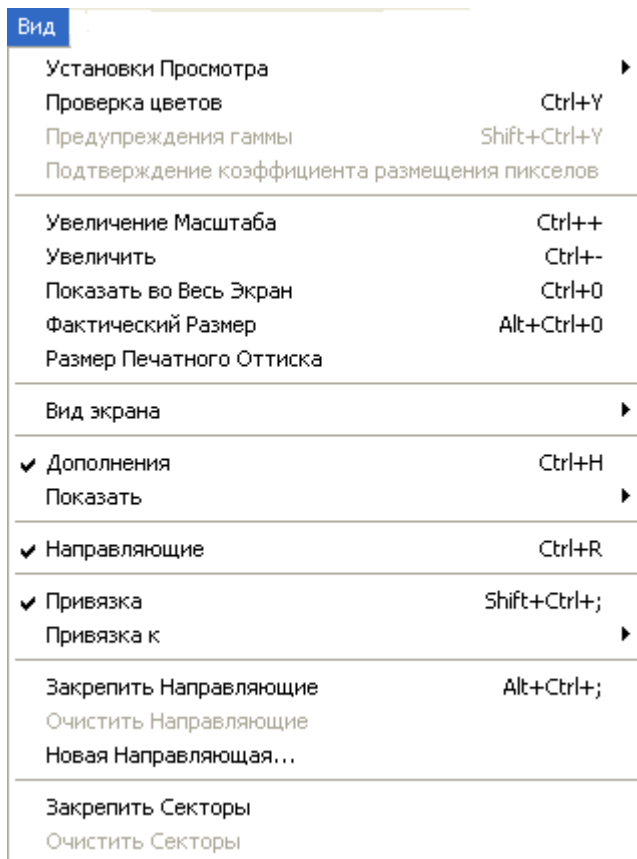 Вид
Установки Просмотра
Проверка цветов Ctrl+Y
Предупреждения гаммы Shift+Ctrl+Y
Подтверждение коэффициента размещения пикселов
Увеличение Масштаба Ctrl++
Увеличить Ctrl+-
Показать во Весь Экран Ctrl+0
Фактический Размер Alt+Ctrl+0
Размер Печатного Оттиска
Вид экрана
Дополнения Ctrl+H
Показать
Направляющие Ctrl+R
Привязка Shift+Ctrl+;
Привязка к
Закрепить Направляющие Alt+Ctrl+;
Очистить Направляющие
Новая Направляющая...
Закрепить Секторы
Очистить Секторы